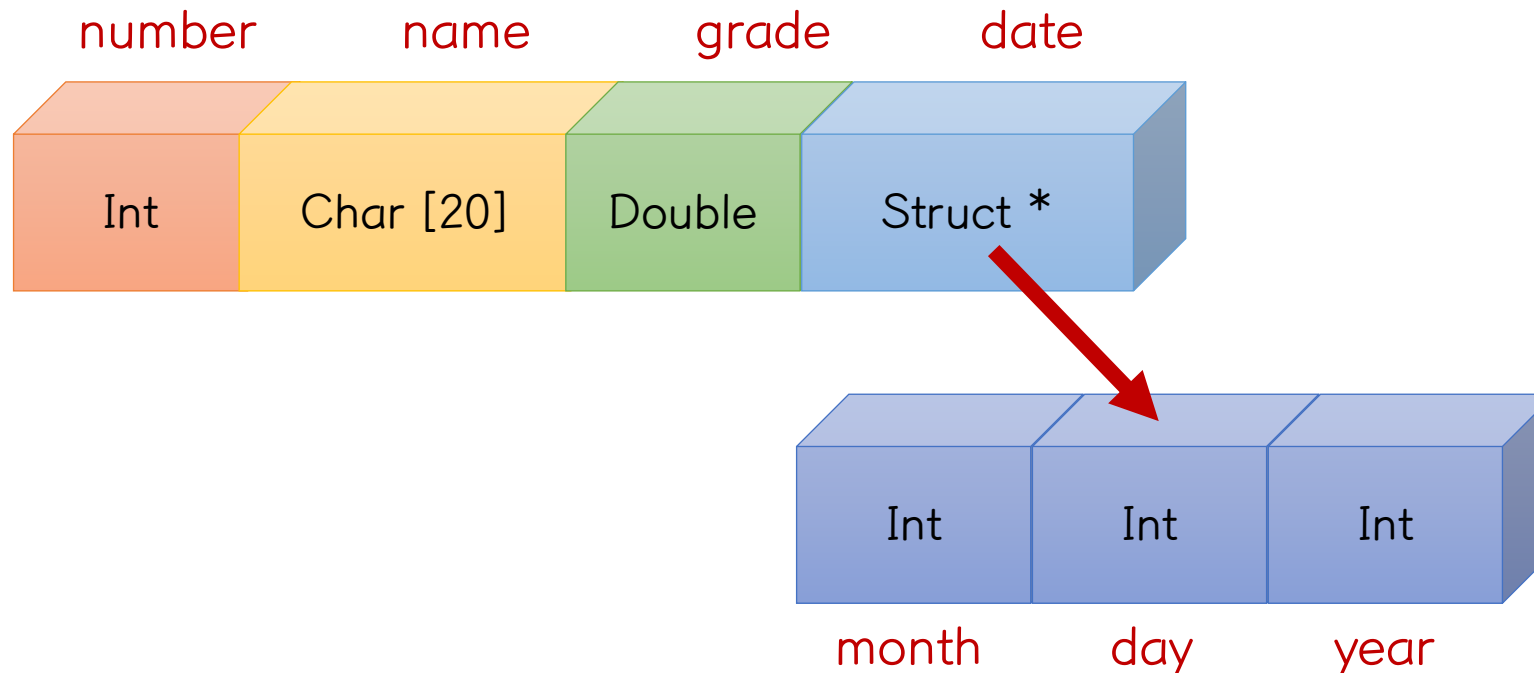 number name grade date
Int Char [20] Double Struct *
Int Int Int
month day year